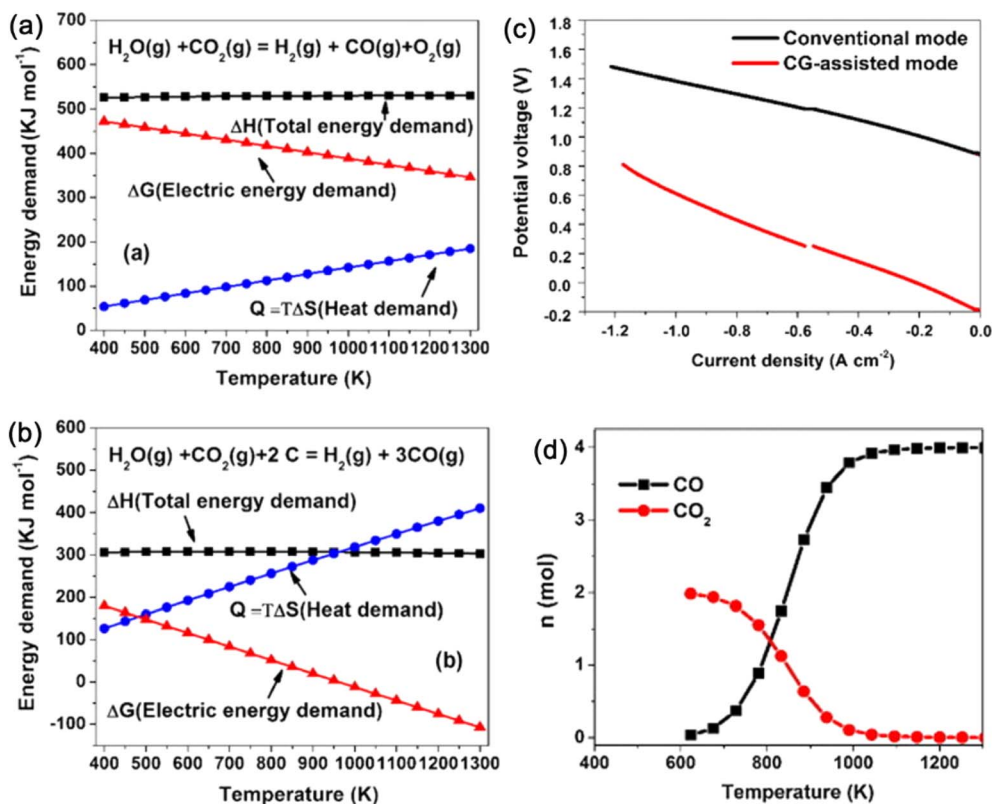 (a)
700
600
500
400
300
200
100
0
Energy demand (KJ mol⁻¹)
H₂O(g) +CO₂(g) = H₂(g) + CO(g)+O₂(g)
ΔH(Total energy demand)
ΔG(Electric energy demand)
(a)
Q =TΔS(Heat demand)
400 500 600 700 800 900 1000 1100 1200 1300
Temperature (K)
(c)
Conventional mode
CG-assisted mode
1.8
1.6
1.4
1.2
1.0
0.8
0.6
0.4
0.2
0.0
-0.2
Potential voltage (V)
-1.2 -1.0 -0.8 -0.6 -0.4 -0.2 0.0
Current density (A cm⁻²)
(b)
600
500
400
300
200
100
0
-100
Energy demand (KJ mol⁻¹)
H₂O(g) +CO₂(g)+2 C = H₂(g) + 3CO(g)
ΔH(Total energy demand)
Q =TΔS(Heat demand)
(b)
ΔG(Electric energy demand)
400 500 600 700 800 900 1000 1100 1200 1300
Temperature (K)
(d)
CO
CO₂
4
3
2
1
0
n (mol)
400 600 800 1000 1200
Temperature (K)